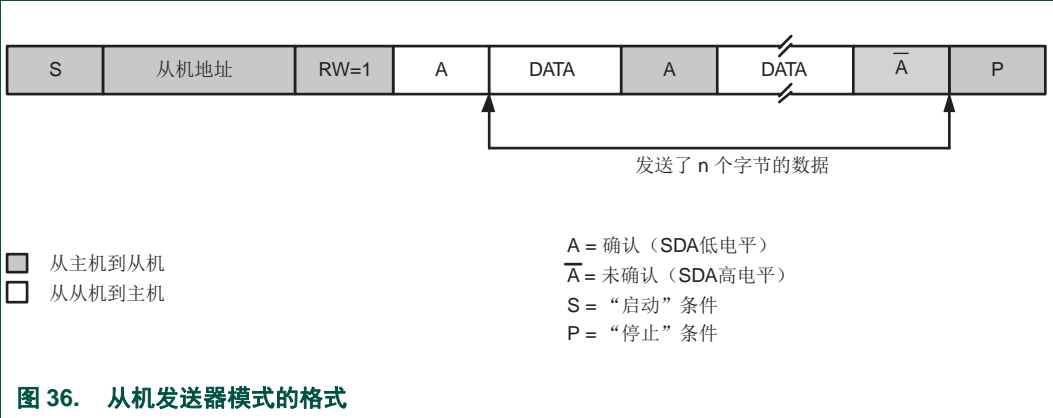 S 从机地址 RW=1 A DATA A DATA A̅ P
发送了 n 个字节的数据
从主机到从机
从从机到主机
A = 确认（SDA低电平）
A̅ = 未确认（SDA高电平）
S = “启动”条件
P = “停止”条件
图 36. 从机发送器模式的格式